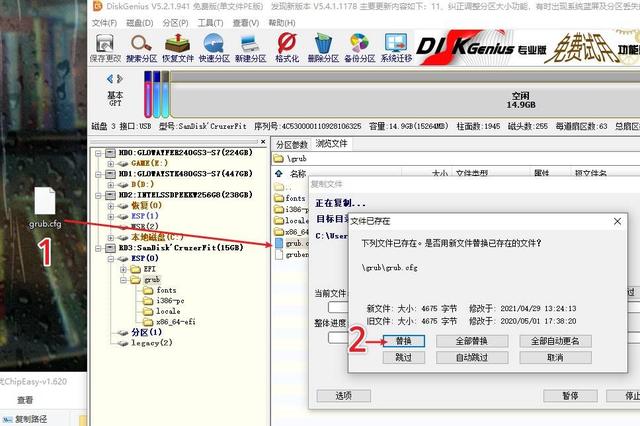 DiskGenius V5.2.1.941 免费版(单文件PE版) 发现新版本 V5.4.1.1178 主要更新内容如下: 11、纠正调整分区大小功能, 有时出现系统蓝屏及分区丢失
文件(F) 磁盘(D) 分区(P) 工具(T) 查看(V) 帮助(H)
保存更改 搜索分区 恢复文件 快速分区 新建分区 格式化 删除分区 备份分区 系统迁移
DISKGenius 专业版 免费试用 功能
基本
GPT
空闲
14.9GB
磁盘 3 接口:USB 型号:SanDisk'CruzerFit 序列号:4C530000110928106325 容量:14.9GB(15264MB) 柱面数:1945 磁头数:255 每道扇区数:63 总扇区
HD0:GLOWAYFER240GS3-S7(224GB)
GAME(E:)
HD1:GLOWAYSTK480GS3-S7(447GB)
D(D:)
HD2:INTELSSDPEKKW256G8(238GB)
恢复(0)
ESP(1)
MSR(2)
本地磁盘(C:)
RD3:SanDisk'CruzerFit(15GB)
ESP(0)
EFI
grub
fonts
i386-pc
locale
x86_64-efi
分区(1)
legacy(2)
分区参数 浏览文件
\grub
名称 大小 文件类型 属性 短文件名
..
fonts
i386-pc
locale
x86_64
grub.c
gruben
复制文件
正在复制...
目标目录
C:\User
当前文件:
整体进度:
文件已存在
下列文件已存在。是否用新文件替换已存在的文件?
\grub\grub.cfg
新文件: 大小: 4675 字节 修改于: 2021/04/29 13:24:13
旧文件: 大小: 4675 字节 修改于: 2020/05/01 17:38:20
替换 全部替换 全部自动更名
跳过 自动跳过 取消
选项 暂停 停止
grub.cfg
1
2
ChipEasy-v1.620
查看
复制路径